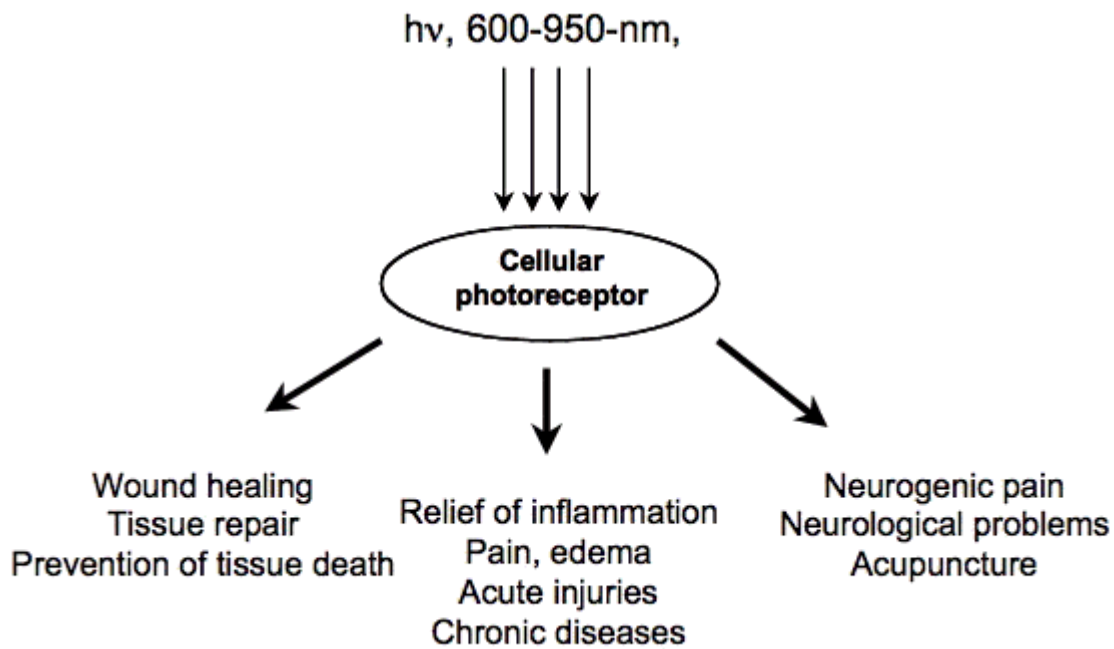 hν, 600-950-nm,
Cellular
photoreceptor
Wound healing
Tissue repair
Prevention of tissue death
Relief of inflammation
Pain, edema
Acute injuries
Chronic diseases
Neurogenic pain
Neurological problems
Acupuncture